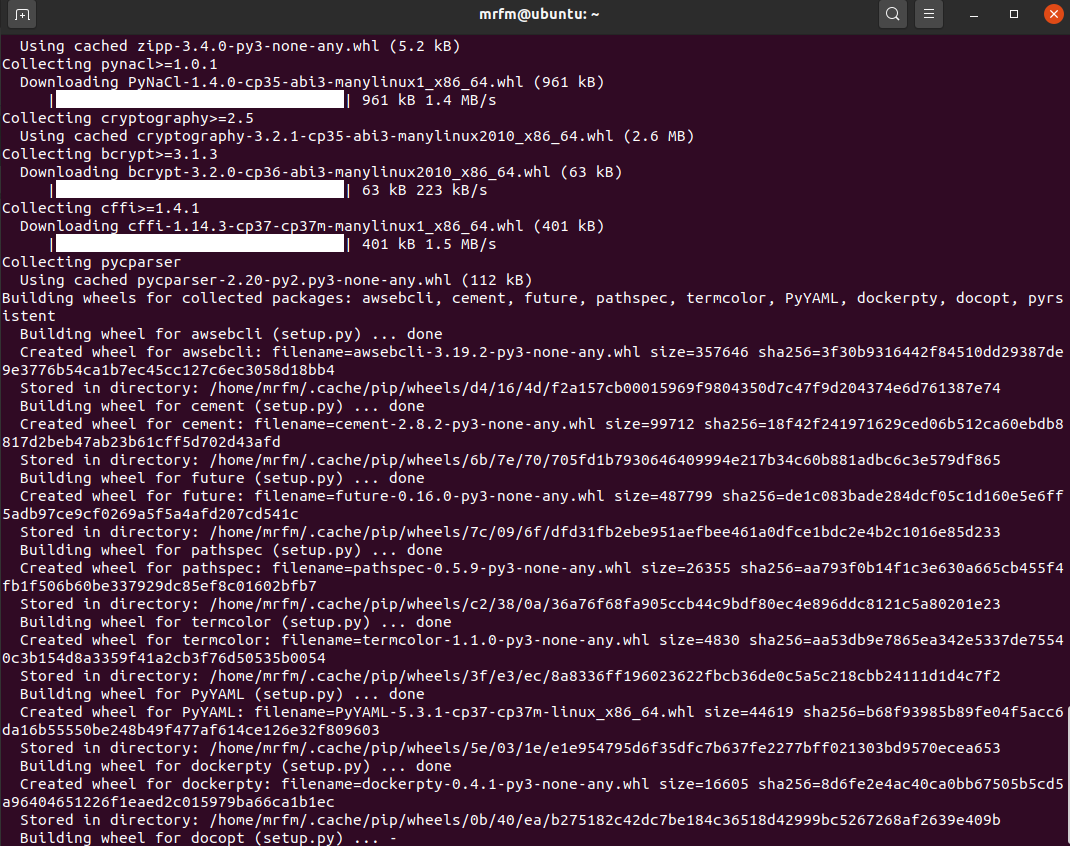 mrfm@ubuntu: ~
Using cached zipp-3.4.0-py3-none-any.whl (5.2 kB)
Collecting pynacl>=1.0.1
Downloading PyNaCl-1.4.0-cp35-abi3-manylinux1_x86_64.whl (961 kB)
| | 961 kB 1.4 MB/s
Collecting cryptography>=2.5
Using cached cryptography-3.2.1-cp35-abi3-manylinux2010_x86_64.whl (2.6 MB)
Collecting bcrypt>=3.1.3
Downloading bcrypt-3.2.0-cp36-abi3-manylinux2010_x86_64.whl (63 kB)
| | 63 kB 223 kB/s
Collecting cffi>=1.4.1
Downloading cffi-1.14.3-cp37-cp37m-manylinux1_x86_64.whl (401 kB)
| | 401 kB 1.5 MB/s
Collecting pycparser
Using cached pycparser-2.20-py2.py3-none-any.whl (112 kB)
Building wheels for collected packages: awsebcli, cement, future, pathspec, termcolor, PyYAML, dockerpty, docopt, pyrs
istent
Building wheel for awsebcli (setup.py) ... done
Created wheel for awsebcli: filename=awsebcli-3.19.2-py3-none-any.whl size=357646 sha256=3f30b9316442f84510dd29387de
9e3776b54ca1b7ec45cc127c6ec3058d18bb4
Stored in directory: /home/mrfm/.cache/pip/wheels/d4/16/4d/f2a157cb00015969f9804350d7c47f9d204374e6d761387e74
Building wheel for cement (setup.py) ... done
Created wheel for cement: filename=cement-2.8.2-py3-none-any.whl size=99712 sha256=18f42f241971629ced06b512ca60ebdb8
817d2beb47ab23b61cff5d702d43afd
Stored in directory: /home/mrfm/.cache/pip/wheels/6b/7e/70/705fd1b7930646409994e217b34c60b881adbc6c3e579df865
Building wheel for future (setup.py) ... done
Created wheel for future: filename=future-0.16.0-py3-none-any.whl size=487799 sha256=de1c083bade284dcf05c1d160e5e6ff
5adb97ce9cf0269a5f5a4afd207cd541c
Stored in directory: /home/mrfm/.cache/pip/wheels/7c/09/6f/dfd31fb2ebe951aefbee461a0dfce1bdc2e4b2c1016e85d233
Building wheel for pathspec (setup.py) ... done
Created wheel for pathspec: filename=pathspec-0.5.9-py3-none-any.whl size=26355 sha256=aa793f0b14f1c3e630a665cb455f4
fb1f506b60be337929dc85ef8c01602bfb7
Stored in directory: /home/mrfm/.cache/pip/wheels/c2/38/0a/36a76f68fa905ccb44c9bdf80ec4e896ddc8121c5a80201e23
Building wheel for termcolor (setup.py) ... done
Created wheel for termcolor: filename=termcolor-1.1.0-py3-none-any.whl size=4830 sha256=aa53db9e7865ea342e5337de7554
0c3b154d8a3359f41a2cb3f76d50535b0054
Stored in directory: /home/mrfm/.cache/pip/wheels/3f/e3/ec/8a8336ff196023622fbcb36de0c5a5c218cbb24111d1d4c7f2
Building wheel for PyYAML (setup.py) ... done
Created wheel for PyYAML: filename=PyYAML-5.3.1-cp37-cp37m-linux_x86_64.whl size=44619 sha256=b68f93985b89fe04f5acc6
da16b55550be248b49f477af614ce126e32f809603
Stored in directory: /home/mrfm/.cache/pip/wheels/5e/03/1e/e1e954795d6f35dfc7b637fe2277bff021303bd9570ecea653
Building wheel for dockerpty (setup.py) ... done
Created wheel for dockerpty: filename=dockerpty-0.4.1-py3-none-any.whl size=16605 sha256=8d6fe2e4ac40ca0bb67505b5cd5
a96404651226f1eaed2c015979ba66ca1b1ec
Stored in directory: /home/mrfm/.cache/pip/wheels/0b/40/ea/b275182c42dc7be184c36518d42999bc5267268af2639e409b
Building wheel for docopt (setup.py) ... -